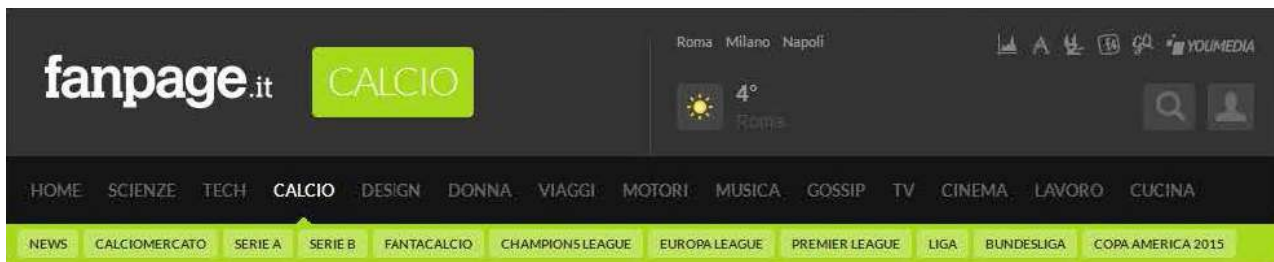 fanpage.it CALCIO
Roma Milano Napoli
YOUMEDIA
4°
Roma
HOME SCIENZE TECH CALCIO DESIGN DONNA VIAGGI MOTORI MUSICA GOSSIP TV CINEMA LAVORO CUCINA
NEWS CALCIOMERCATO SERIE A SERIE B FANTACALCIO CHAMPIONS LEAGUE EUROPA LEAGUE PREMIER LEAGUE LIGA BUNDESLIGA COPA AMERICA 2015